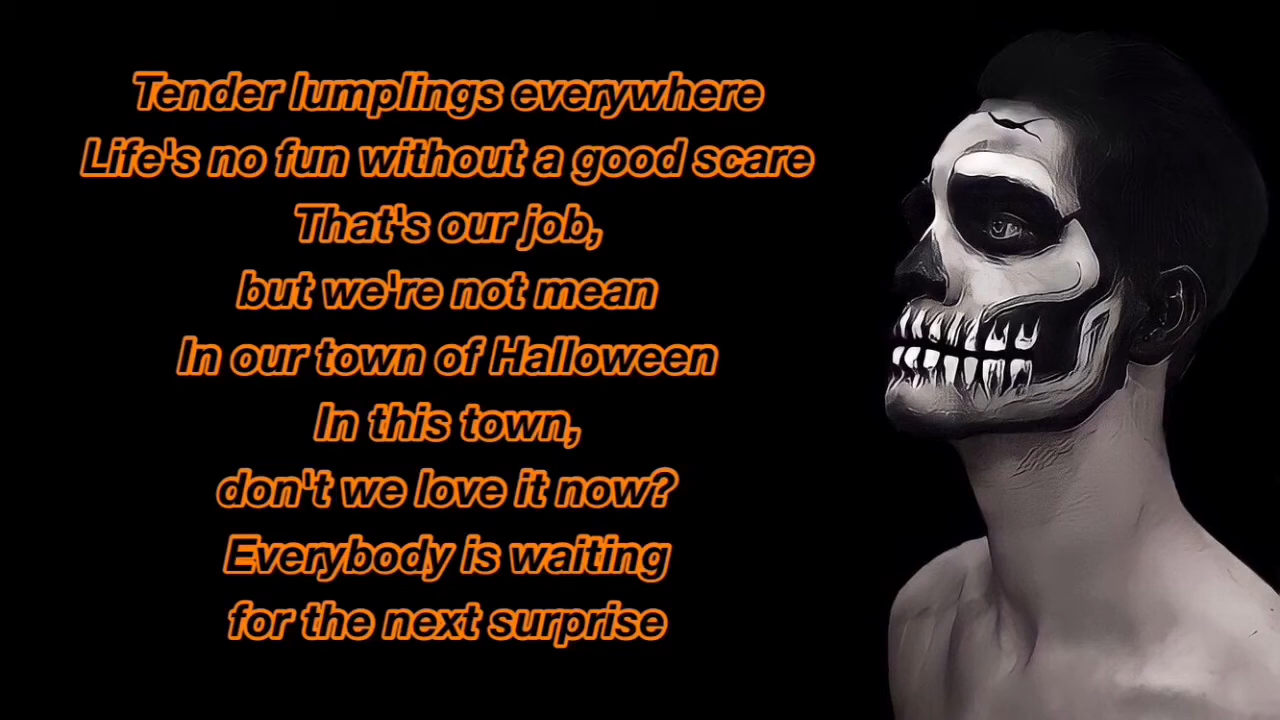 Tender lumplings everywhere
Life's no fun without a good scare
That's our job,
but we're not mean
In our town of Halloween
In this town,
don't we love it now?
Everybody is waiting
for the next surprise